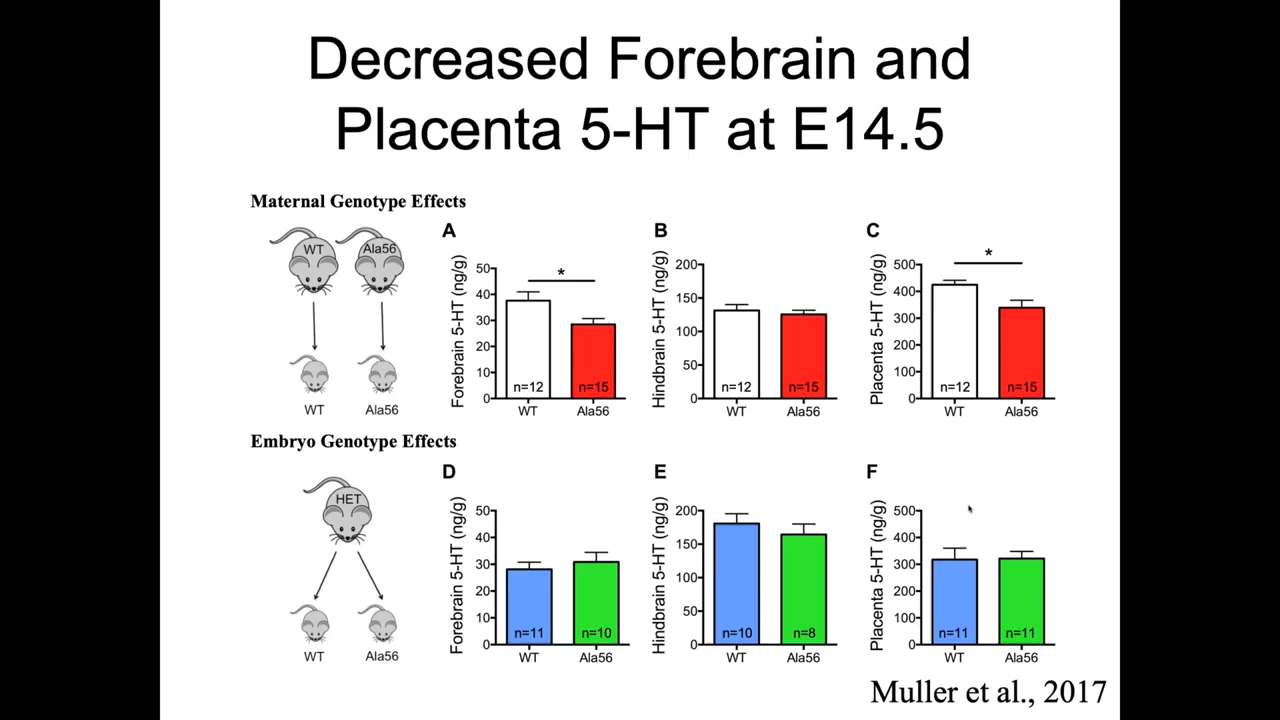 Decreased Forebrain and
Placenta 5-HT at E14.5
Maternal Genotype Effects
WT
Ala56
WT
Ala56
A
Forebrain 5-HT (ng/g)
50
40
30
20
10
0
*
n=12
n=15
WT
Ala56
B
Hindbrain 5-HT (ng/g)
200
150
100
50
0
n=12
n=15
WT
Ala56
C
Placenta 5-HT (ng/g)
500
400
300
200
100
0
*
n=12
n=15
WT
Ala56
Embryo Genotype Effects
HET
WT
Ala56
D
Forebrain 5-HT (ng/g)
50
40
30
20
10
0
n=11
n=10
WT
Ala56
E
Hindbrain 5-HT (ng/g)
200
150
100
50
0
n=10
n=8
WT
Ala56
F
Placenta 5-HT (ng/g)
500
400
300
200
100
0
n=11
n=11
WT
Ala56
Muller et al., 2017